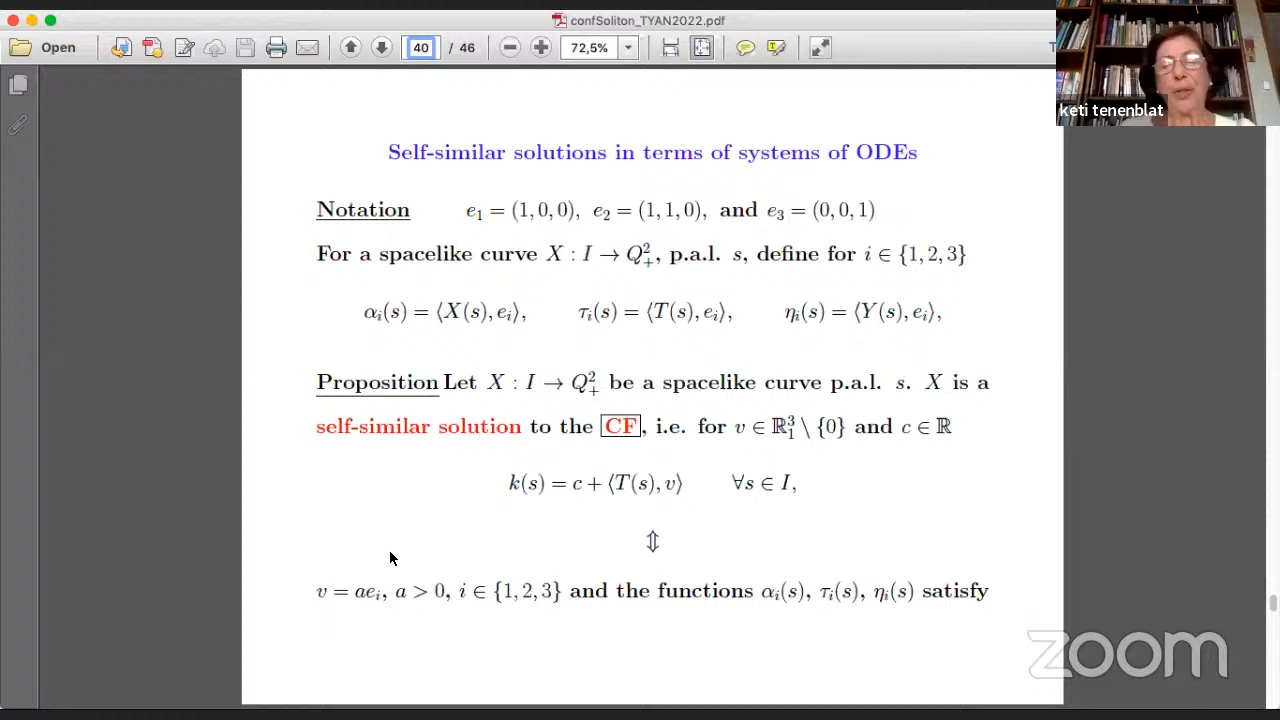 confSoliton_TYAN2022.pdf
Open
40 / 46
72,5%
T
keti tenenblat
Self-similar solutions in terms of systems of ODEs
Notation e₁ = (1, 0, 0), e₂ = (1, 1, 0), and e₃ = (0, 0, 1)
For a spacelike curve X : I → Q²₊, p.a.l. s, define for i ∈ {1, 2, 3}
αᵢ(s) = ⟨X(s), eᵢ⟩, τᵢ(s) = ⟨T(s), eᵢ⟩, ηᵢ(s) = ⟨Y(s), eᵢ⟩,
Proposition Let X : I → Q²₊ be a spacelike curve p.a.l. s. X is a
self-similar solution to the CF, i.e. for v ∈ ℝ³₁ \ {0} and c ∈ ℝ
k(s) = c + ⟨T(s), v⟩ ∀s ∈ I,
⇕
v = aeᵢ, a > 0, i ∈ {1, 2, 3} and the functions αᵢ(s), τᵢ(s), ηᵢ(s) satisfy
zoom